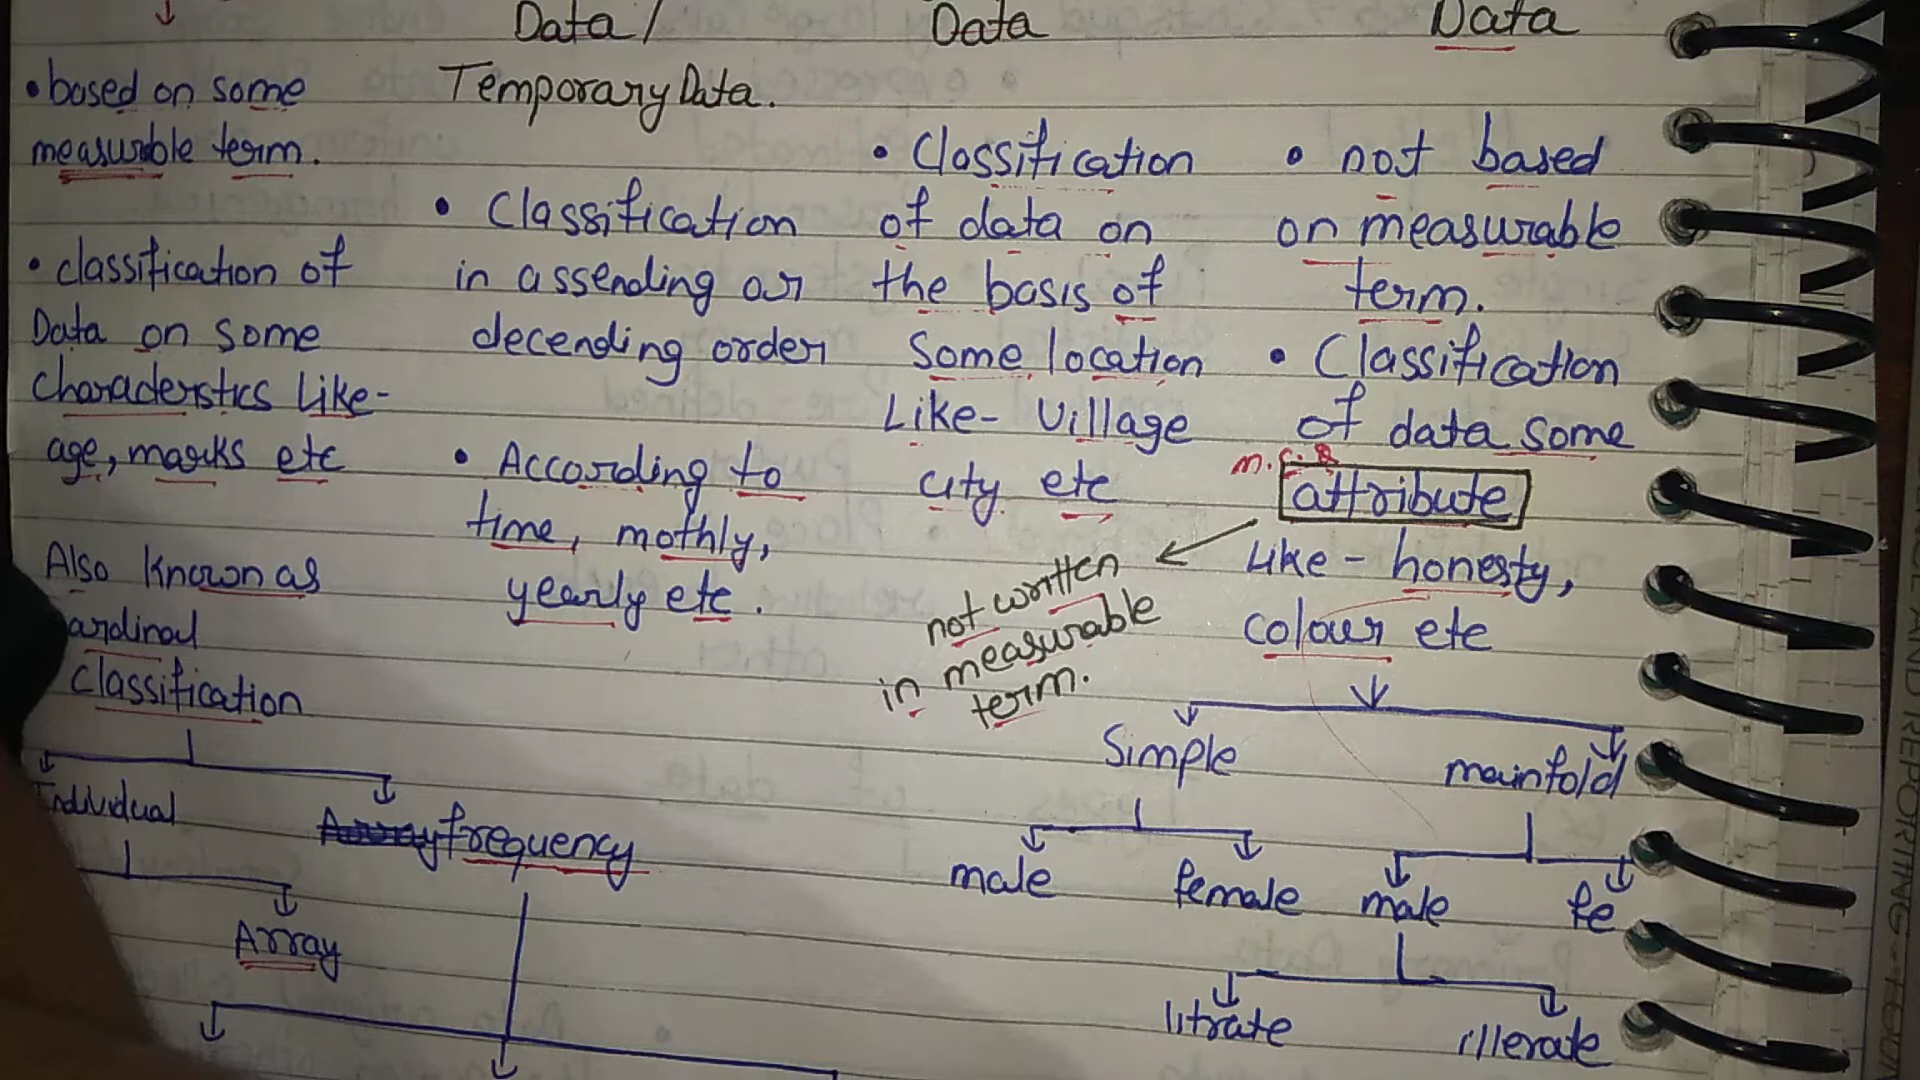 Data /
Temporary Data.
Data
Data
• based on some
measurable term.
• classification of
Data on some
characterstics like-
age, marks etc
Also known as
ardinal
classification
Individual
frequency
Array
• Classification
in assending or
decending order
• According to
time, mothly,
yearly etc.
• Classification
of data on
the basis of
Some location
Like- Village
city etc
• not based
on measurable
term.
• Classification
of data some
attribute
Like - honesty,
colour etc
not written
in measurable
term.
Simple
mainfold
male
female
male
fe
litrate
illerate